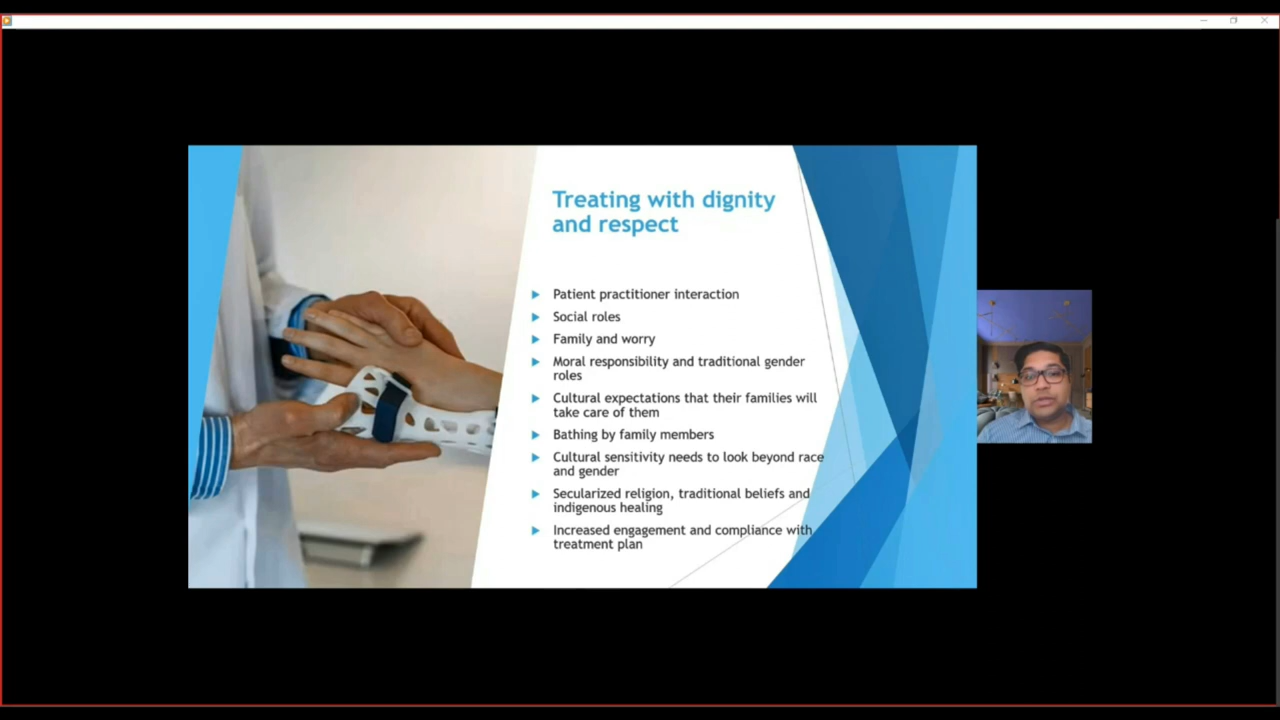 Treating with dignity
and respect
Patient practitioner interaction
Social roles
Family and worry
Moral responsibility and traditional gender
roles
Cultural expectations that their families will
take care of them
Bathing by family members
Cultural sensitivity needs to look beyond race
and gender
Secularized religion, traditional beliefs and
indigenous healing
Increased engagement and compliance with
treatment plan